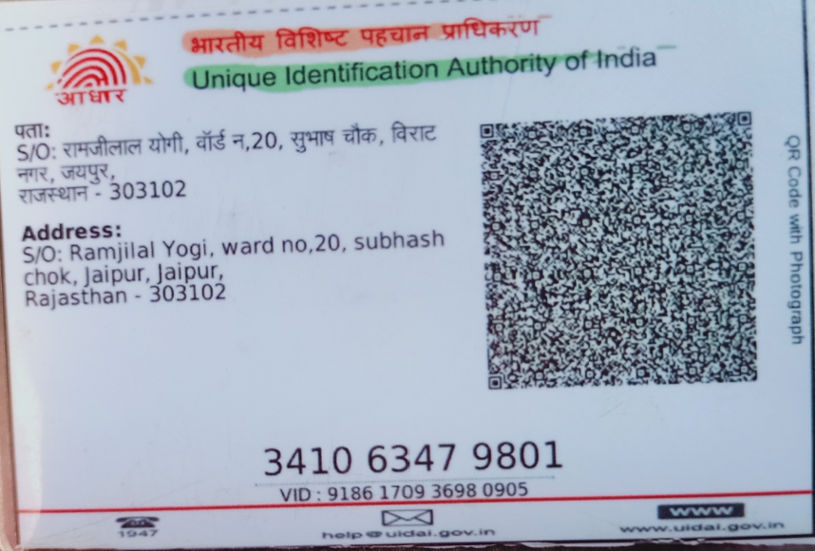 भारतीय विशिष्ट पहचान प्राधिकरण
Unique Identification Authority of India
आधार
पता:
S/O: रामजीलाल योगी, वॉर्ड न,20, सुभाष चौक, विराट
नगर, जयपुर,
राजस्थान - 303102
Address:
S/O: Ramjilal Yogi, ward no,20, subhash
chok, Jaipur, Jaipur,
Rajasthan - 303102
QR Code with Photograph
3410 6347 9801
VID : 9186 1709 3698 0905
1947
help@uidai.gov.in
www
www.uidai.gov.in